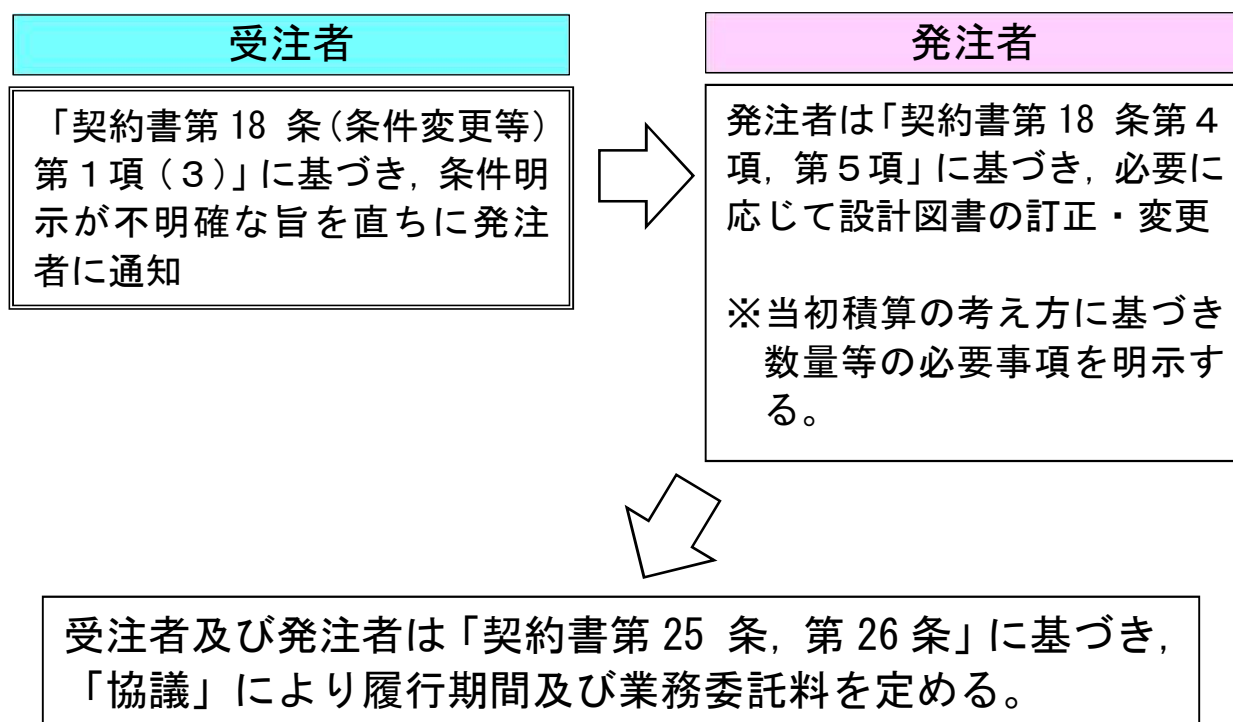 受注者
「契約書第 18 条（条件変更等）
第１項（３）」に基づき，条件明
示が不明確な旨を直ちに発注
者に通知
発注者
発注者は「契約書第 18 条第４
項，第５項」に基づき，必要に
応じて設計図書の訂正・変更
※当初積算の考え方に基づき
数量等の必要事項を明示す
る。
受注者及び発注者は「契約書第 25 条，第 26 条」に基づき，
「協議」により履行期間及び業務委託料を定める。